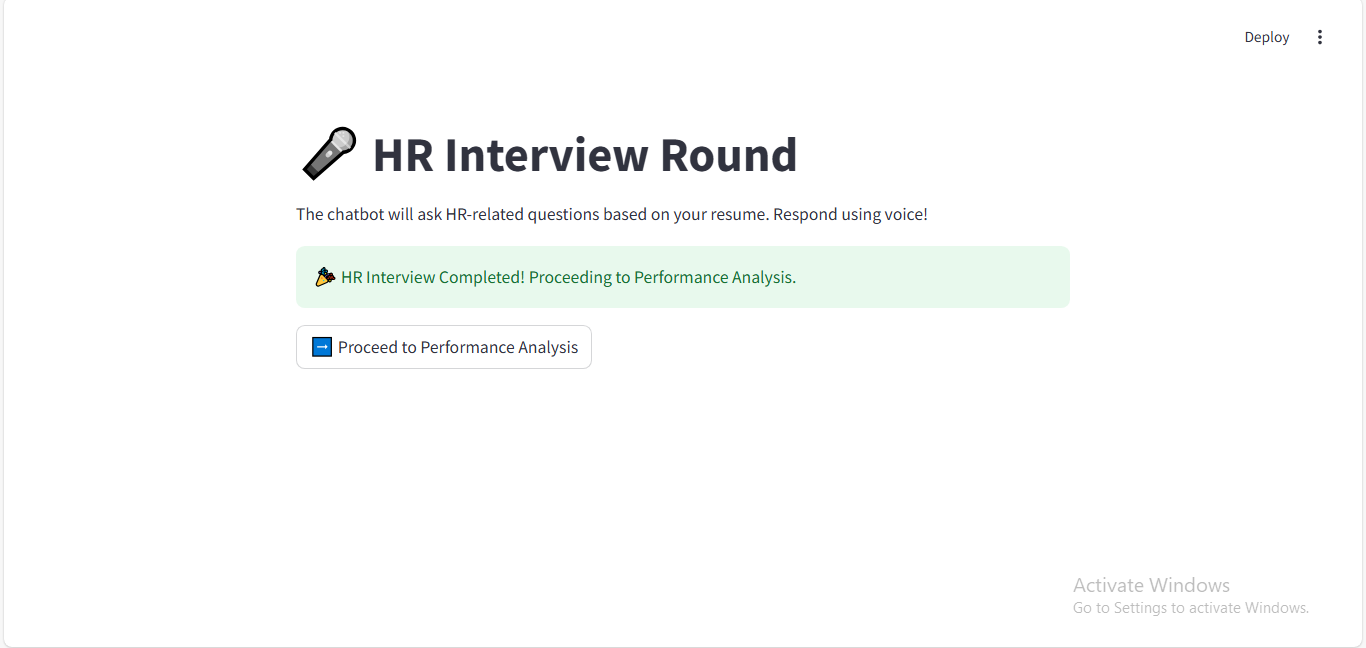 Deploy
HR Interview Round
The chatbot will ask HR-related questions based on your resume. Respond using voice!
HR Interview Completed! Proceeding to Performance Analysis.
Proceed to Performance Analysis
Activate Windows
Go to Settings to activate Windows.